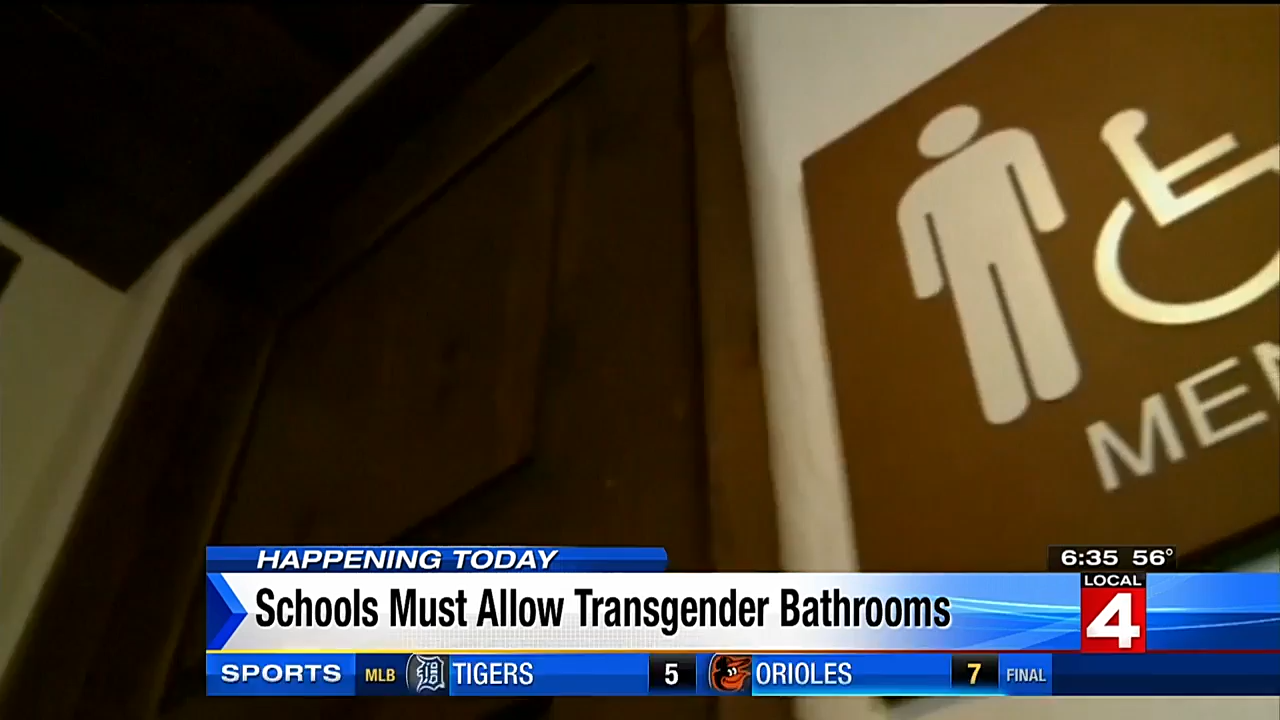 MEN
HAPPENING TODAY
Schools Must Allow Transgender Bathrooms
6:35 56°
LOCAL
4
SPORTS MLB D TIGERS 5 ORIOLES 7 FINAL